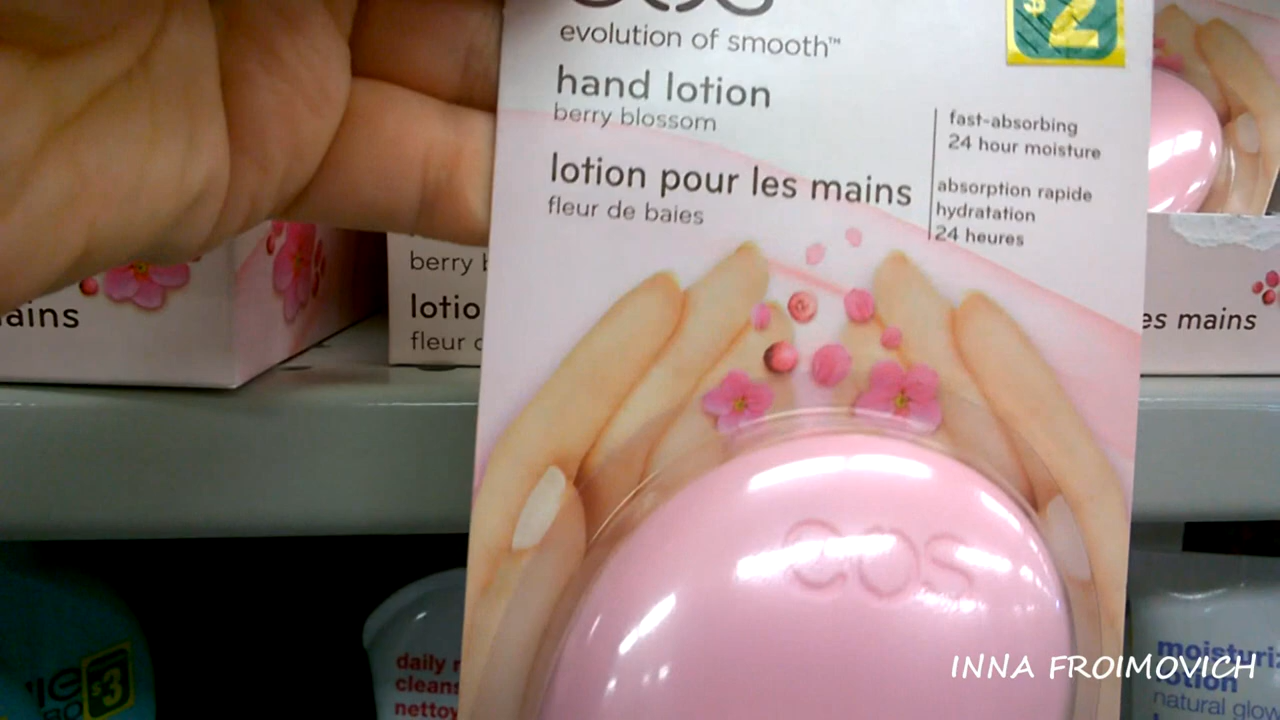 $2
evolution of smooth™
hand lotion
berry blossom
lotion pour les mains
fleur de baies
fast-absorbing
24 hour moisture
absorption rapide
hydratation
24 heures
eos
ains
berry b
lotio
fleur d
es mains
$3
daily
cleans
nettoy
moisturiz
lotion
natural glow
INNA FROIMOVICH